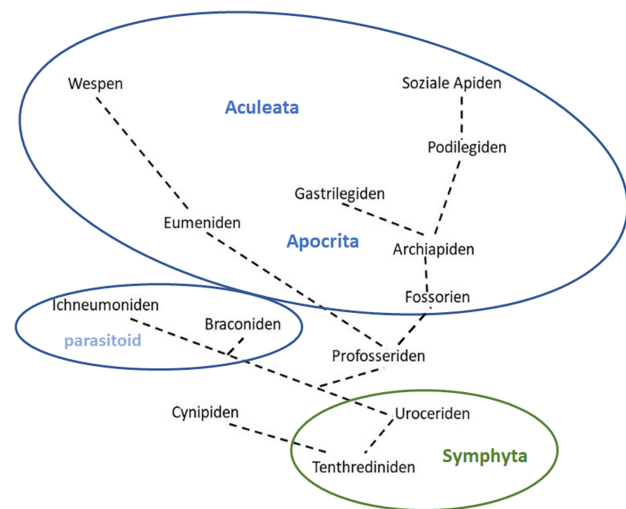 Wespen
Soziale Apiden
Aculeata
Podilegiden
Gastrilegiden
Eumeniden
Apocrita
Archiapiden
Fossorien
Ichneumoniden
Braconiden
parasitoid
Profosseriden
Cynipiden
Uroceriden
Symphyta
Tenthrediniden